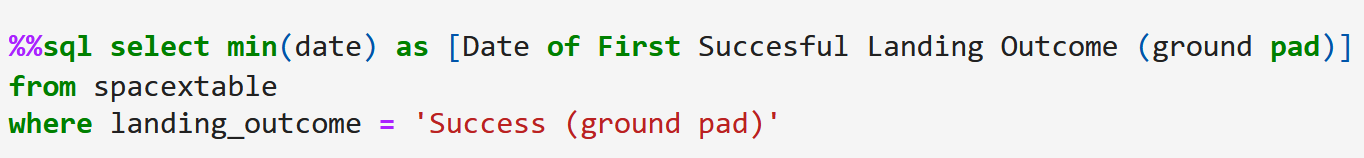 %%sql select min(date) as [Date of First Succesful Landing Outcome (ground pad)]
from spacextable
where landing_outcome = 'Success (ground pad)'